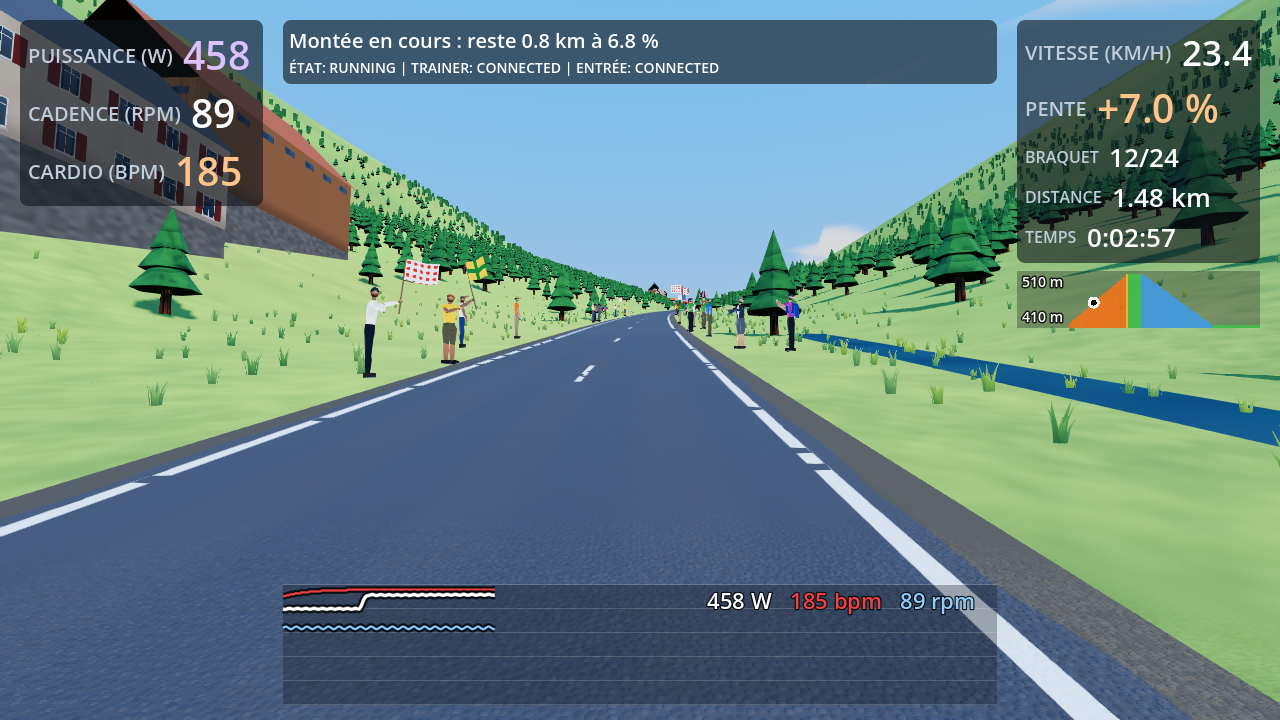 PUISSANCE (W) 458
CADENCE (RPM) 89
CARDIO (BPM) 185
Montée en cours : reste 0.8 km à 6.8 %
ÉTAT: RUNNING | TRAINER: CONNECTED | ENTRÉE: CONNECTED
VITESSE (KM/H) 23.4
PENTE +7.0 %
BRAQUET 12/24
DISTANCE 1.48 km
TEMPS 0:02:57
510 m
410 m
458 W 185 bpm 89 rpm